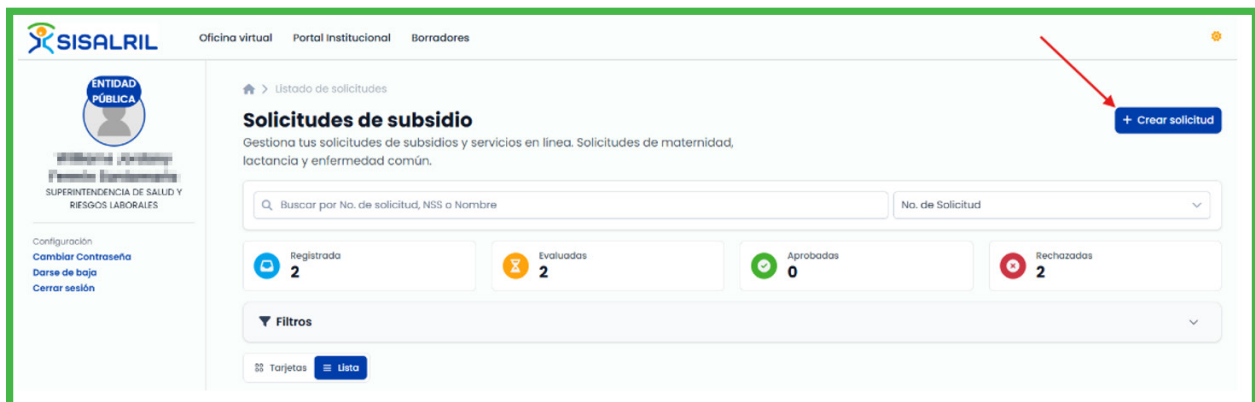 SISALRIL
Oficina virtual Portal Institucional Borradores
ENTIDAD
PÚBLICA
SUPERINTENDENCIA DE SALUD Y
RIESGOS LABORALES
Configuración
Cambiar Contraseña
Darse de baja
Cerrar sesión
> Listado de solicitudes
Solicitudes de subsidio
Gestiona tus solicitudes de subsidios y servicios en línea. Solicitudes de maternidad,
lactancia y enfermedad común.
+ Crear solicitud
Buscar por No. de solicitud, NSS o Nombre
No. de Solicitud
Registrada
2
Evaluadas
2
Aprobadas
0
Rechazadas
2
Filtros
Tarjetas Lista